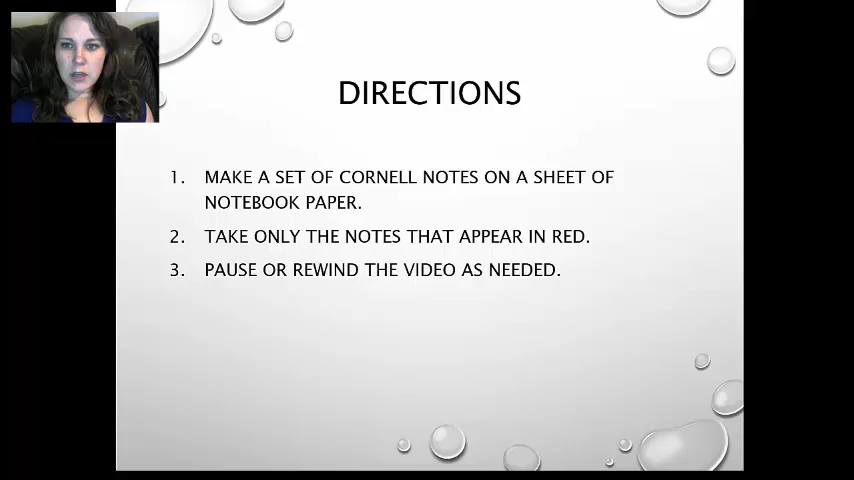 DIRECTIONS
1. MAKE A SET OF CORNELL NOTES ON A SHEET OF
NOTEBOOK PAPER.
2. TAKE ONLY THE NOTES THAT APPEAR IN RED.
3. PAUSE OR REWIND THE VIDEO AS NEEDED.